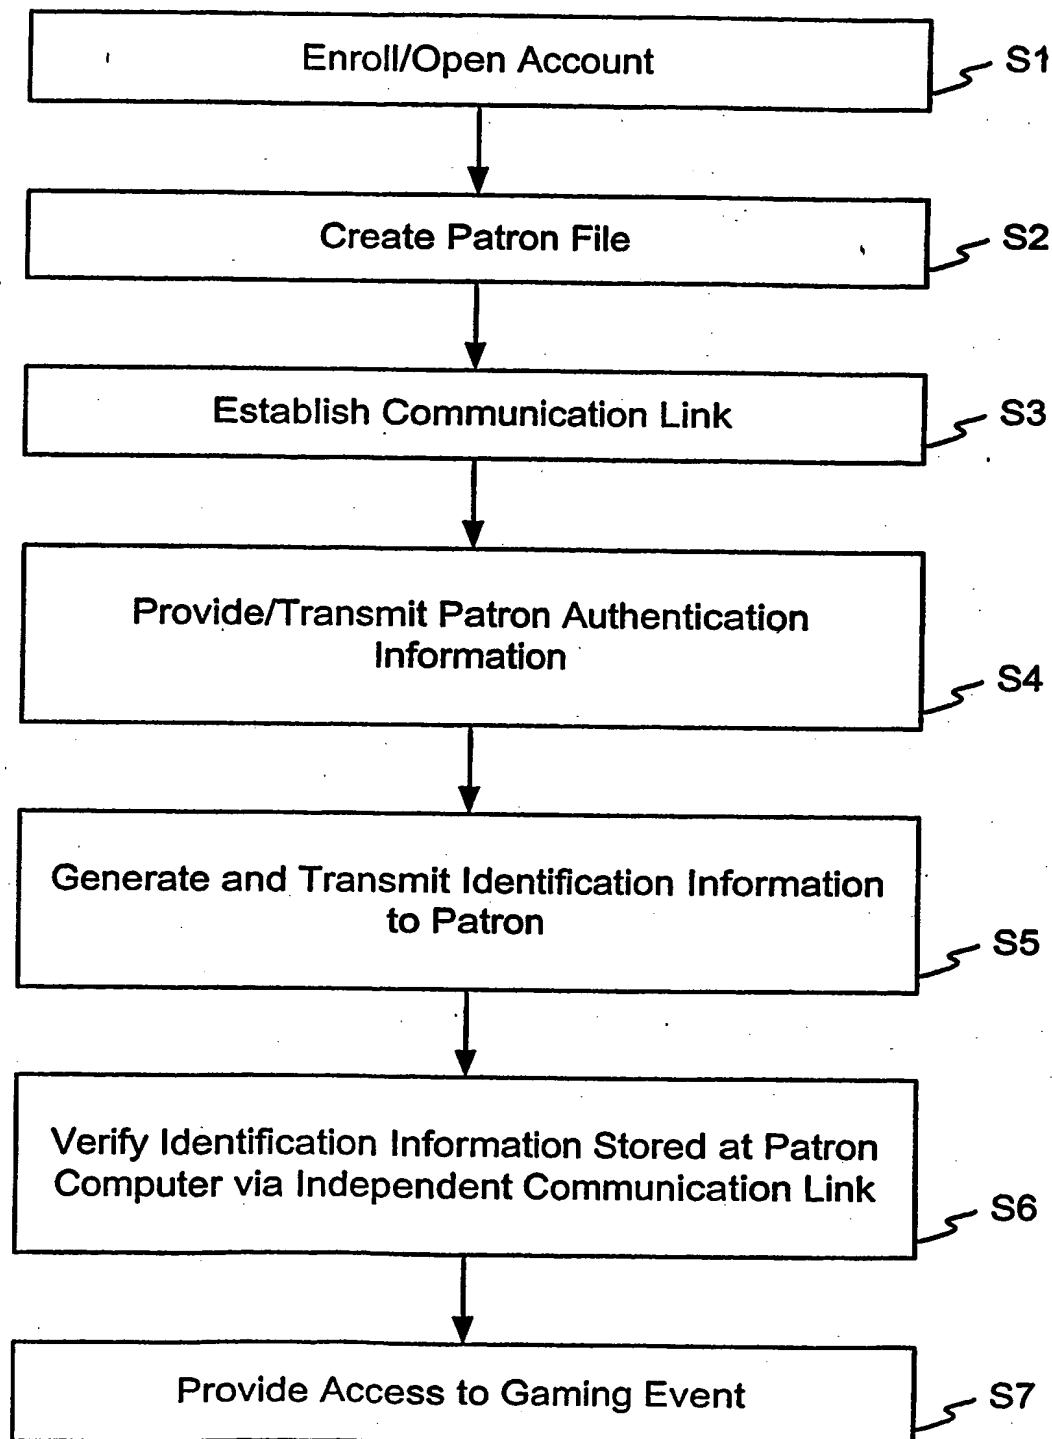 Enroll/Open Account
S1
Create Patron File
S2
Establish Communication Link
S3
Provide/Transmit Patron Authentication
Information
S4
Generate and Transmit Identification Information
to Patron
S5
Verify Identification Information Stored at Patron
Computer via Independent Communication Link
S6
Provide Access to Gaming Event
S7